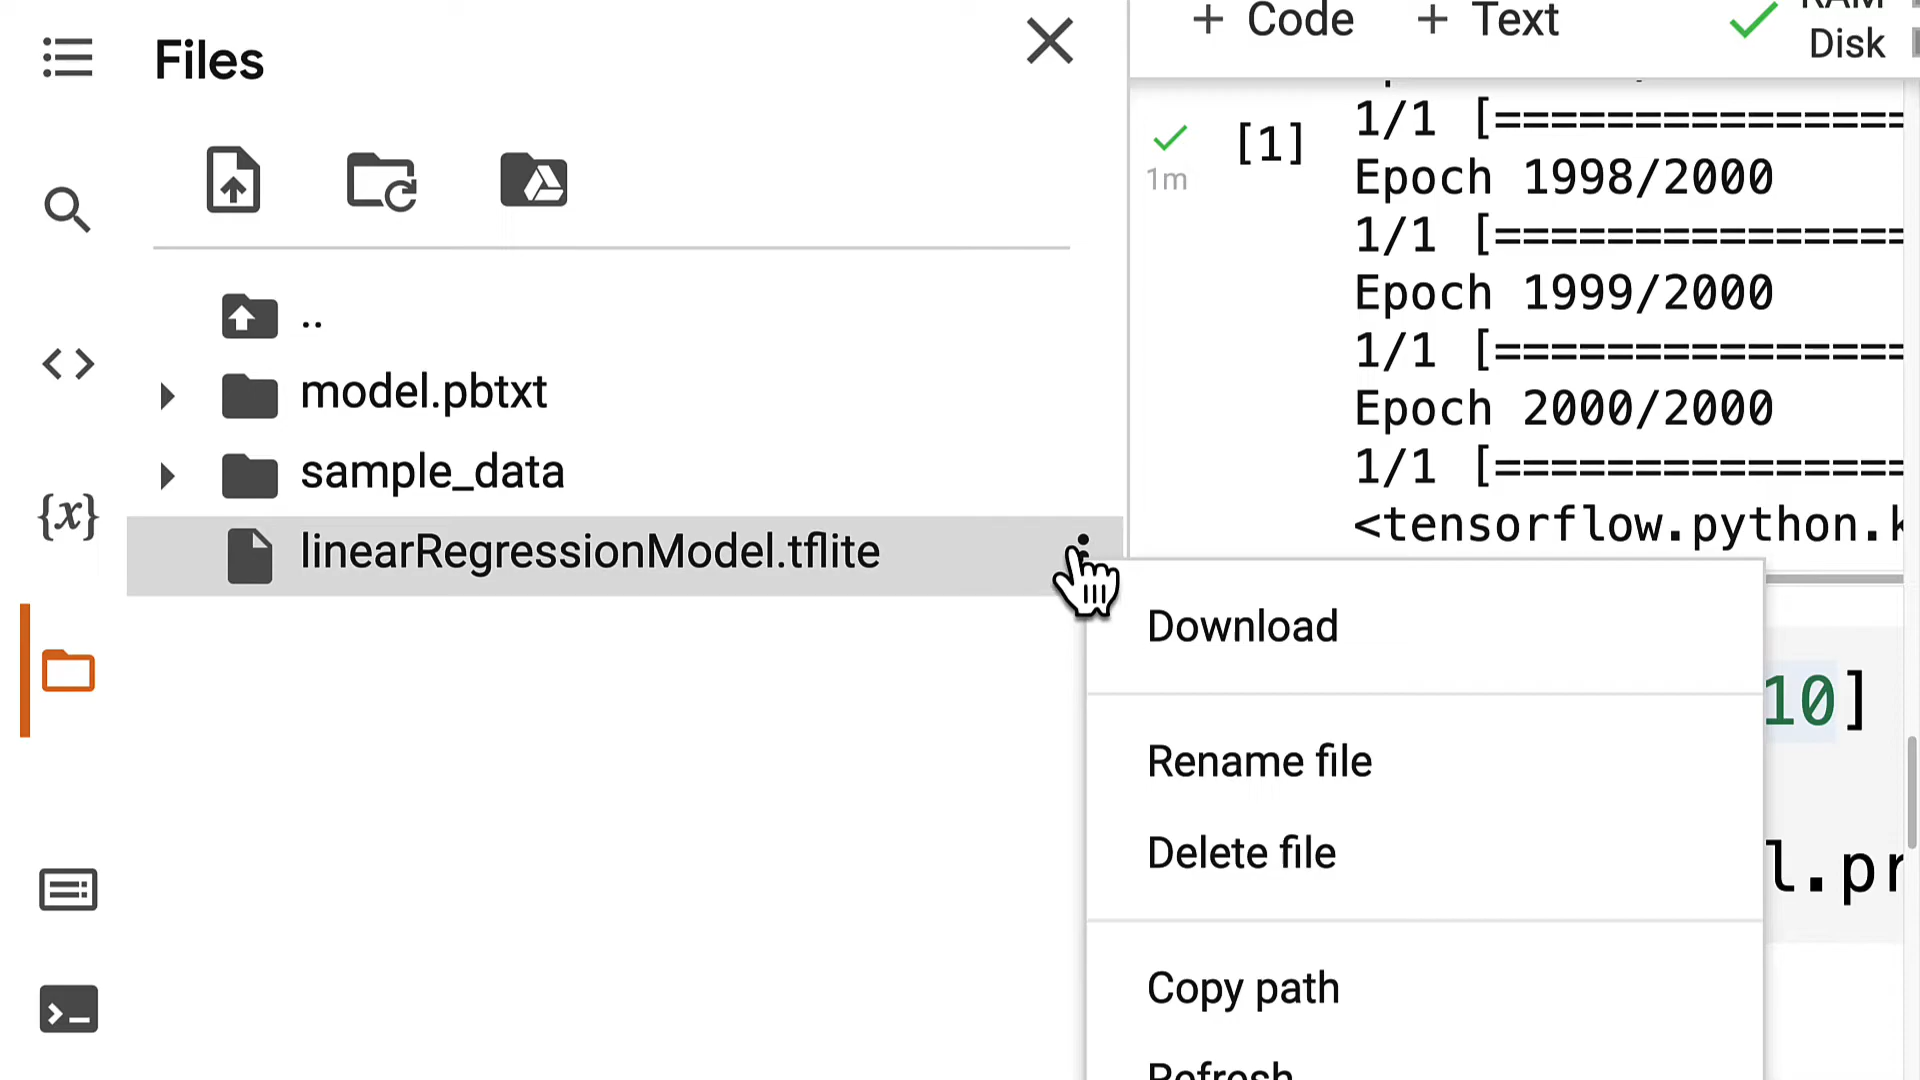 Files
..
model.pbtxt
sample_data
linearRegressionModel.tflite
+ Code
+ Text
RAM
Disk
[1]
1m
1/1 [===============
Epoch 1998/2000
1/1 [===============
Epoch 1999/2000
1/1 [===============
Epoch 2000/2000
1/1 [===============
<tensorflow.python.k
10]
l.pr
Download
Rename file
Delete file
Copy path
Refresh
{x}